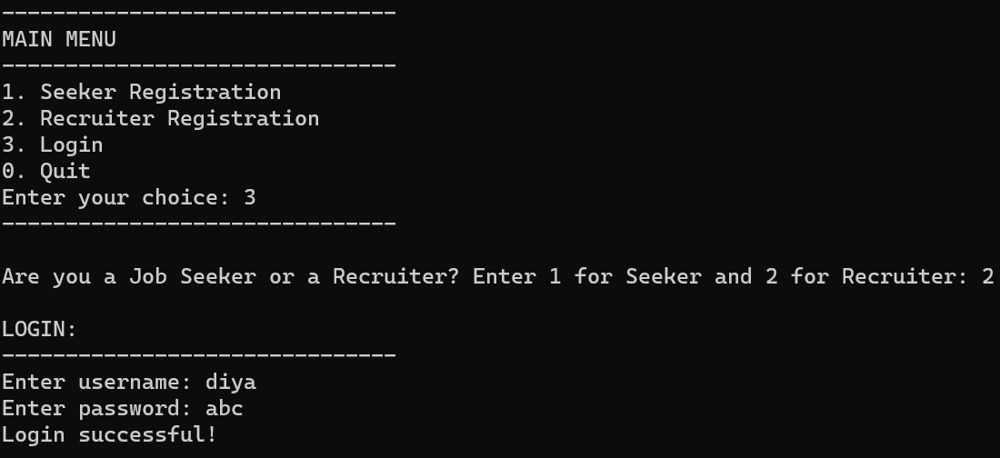 -------------------------------
MAIN MENU
-------------------------------
1. Seeker Registration
2. Recruiter Registration
3. Login
0. Quit
Enter your choice: 3
-------------------------------
Are you a Job Seeker or a Recruiter? Enter 1 for Seeker and 2 for Recruiter: 2
LOGIN:
-------------------------------
Enter username: diya
Enter password: abc
Login successful!